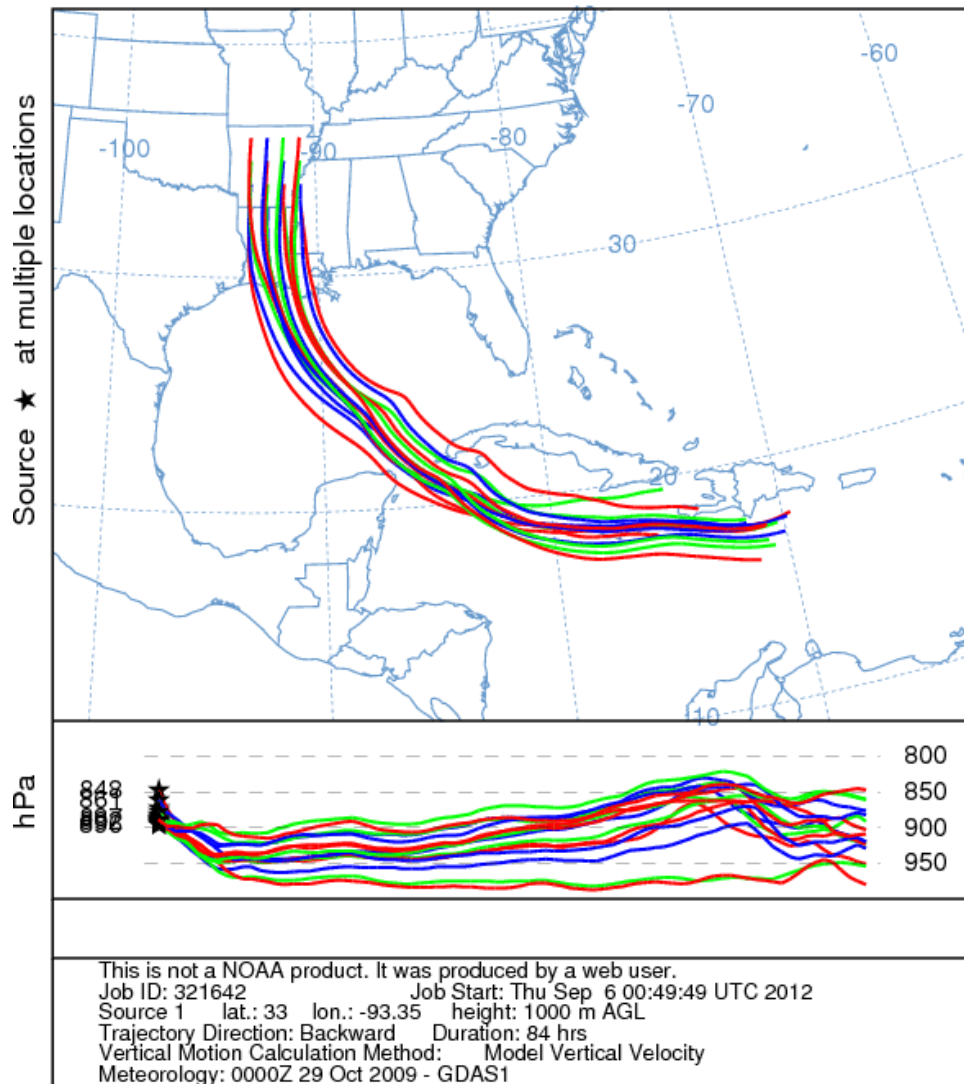 40
-60
-70
-80
-90
-100
30
20
10
Source ★ at multiple locations
hPa
800
850
900
950
861
This is not a NOAA product. It was produced by a web user.
Job ID: 321642 Job Start: Thu Sep 6 00:49:49 UTC 2012
Source 1 lat.: 33 lon.: -93.35 height: 1000 m AGL
Trajectory Direction: Backward Duration: 84 hrs
Vertical Motion Calculation Method: Model Vertical Velocity
Meteorology: 0000Z 29 Oct 2009 - GDAS1